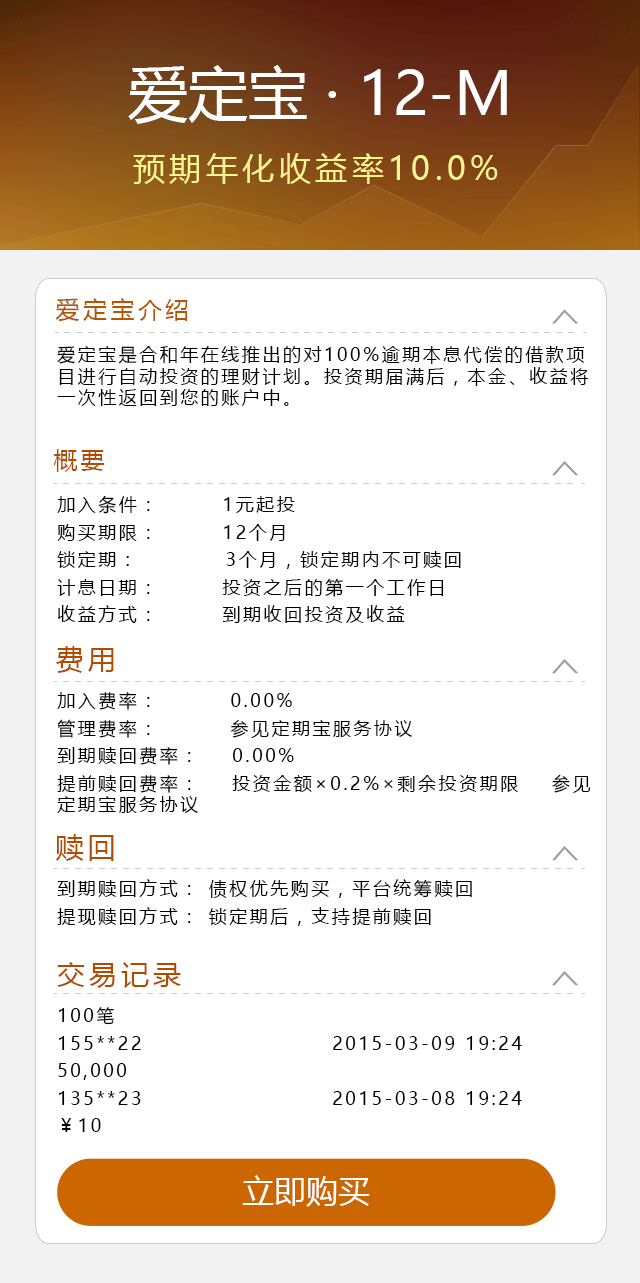 爱定宝 · 12-M
预期年化收益率10.0%
爱定宝介绍
爱定宝是合和年在线推出的对100%逾期本息代偿的借款项
目进行自动投资的理财计划。投资期届满后，本金、收益将
一次性返回到您的账户中。
概要
加入条件： 1元起投
购买期限： 12个月
锁定期： 3个月，锁定期内不可赎回
计息日期： 投资之后的第一个工作日
收益方式： 到期收回投资及收益
费用
加入费率： 0.00%
管理费率： 参见定期宝服务协议
到期赎回费率： 0.00%
提前赎回费率： 投资金额×0.2%×剩余投资期限 参见
定期宝服务协议
赎回
到期赎回方式： 债权优先购买，平台统筹赎回
提现赎回方式： 锁定期后，支持提前赎回
交易记录
100笔
155**22 2015-03-09 19:24
50,000
135**23 2015-03-08 19:24
¥10
立即购买